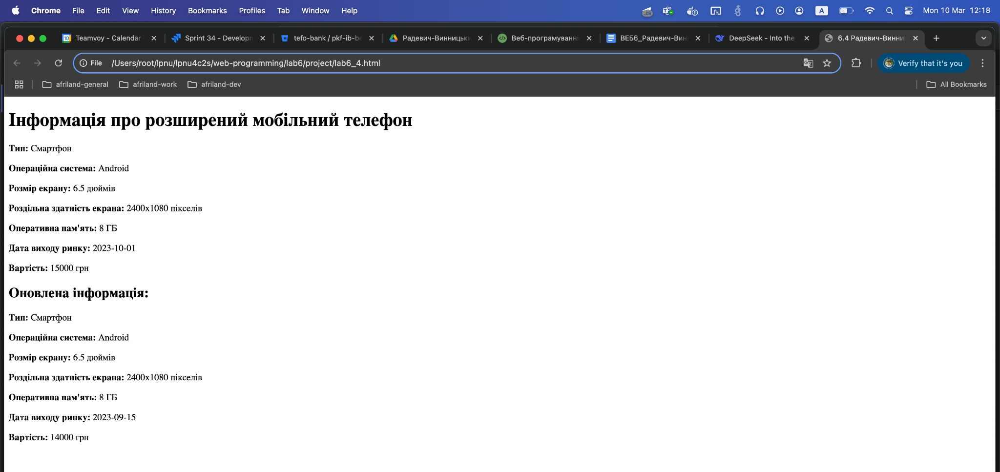 Chrome File Edit View History Bookmarks Profiles Tab Window Help A Mon 10 Mar 12:18
Teamvoy - Calendar Sprint 34 - Developm tefo-bank / pkf-ib-be Радевич-Винницьк Веб-програмування ВЕБ6_Радевич-Вин DeepSeek - Into the 6.4 Радевич-Винни
File /Users/root/lpnu/lpnu4c2s/web-programming/lab6/project/lab6_4.html Verify that it's you
afriland-general afriland-work afriland-dev All Bookmarks
Інформація про розширений мобільний телефон
Тип: Смартфон
Операційна система: Android
Розмір екрану: 6.5 дюймів
Роздільна здатність екрана: 2400x1080 пікселів
Оперативна пам'ять: 8 ГБ
Дата виходу ринку: 2023-10-01
Вартість: 15000 грн
Оновлена інформація:
Тип: Смартфон
Операційна система: Android
Розмір екрану: 6.5 дюймів
Роздільна здатність екрана: 2400x1080 пікселів
Оперативна пам'ять: 8 ГБ
Дата виходу ринку: 2023-09-15
Вартість: 14000 грн